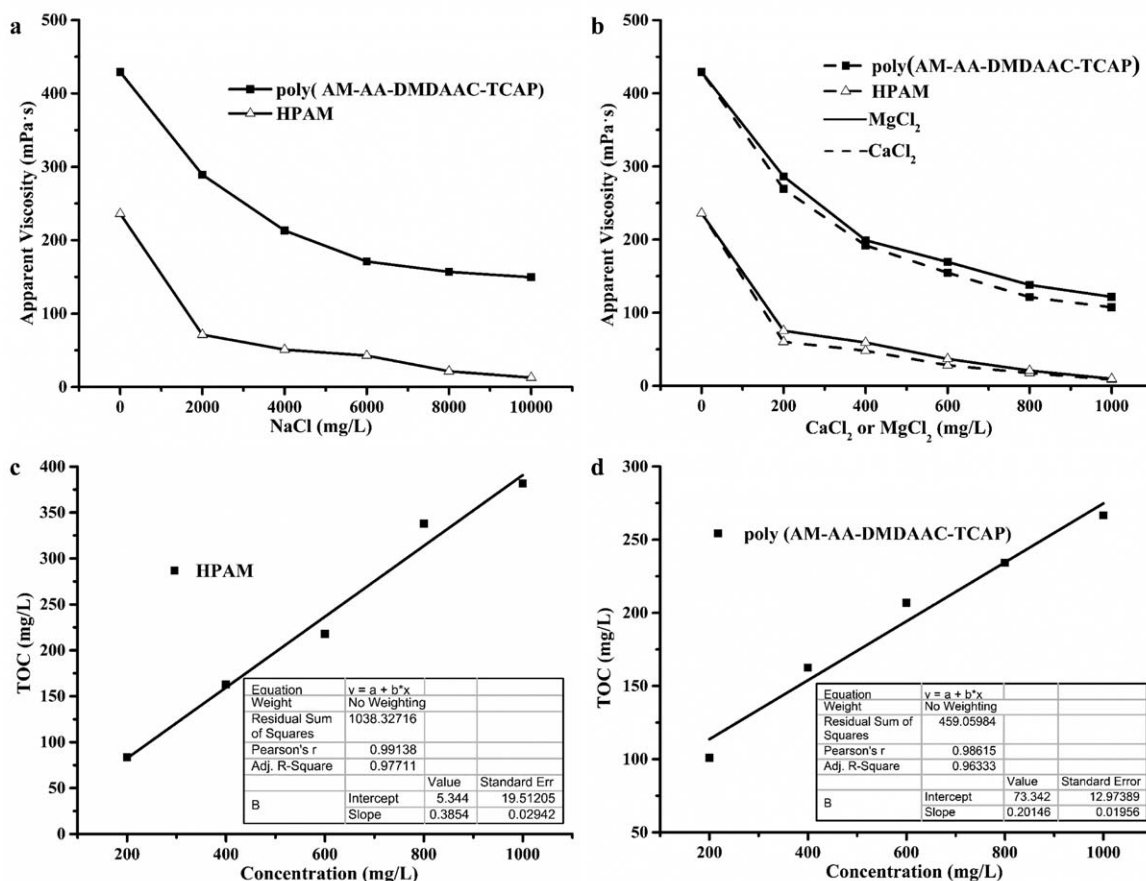 a
500
400
300
200
100
0
Apparent Viscosity (mPa·s)
poly( AM-AA-DMDAAC-TCAP)
HPAM
0 2000 4000 6000 8000 10000
NaCl (mg/L)
b
500
400
300
200
100
0
Apparent Viscosity (mPa·s)
poly(AM-AA-DMDAAC-TCAP)
HPAM
MgCl₂
CaCl₂
0 200 400 600 800 1000
CaCl₂ or MgCl₂ (mg/L)
c
400
350
300
250
200
150
100
50
0
TOC (mg/L)
HPAM
Equation y = a + b*x
Weight No Weighting
Residual Sum of Squares 1038.32716
Pearson's r 0.99138
Adj. R-Square 0.97711
Value Standard Err
B Intercept 5.344 19.51205
Slope 0.3854 0.02942
200 400 600 800 1000
Concentration (mg/L)
d
300
250
200
150
100
50
TOC (mg/L)
poly (AM-AA-DMDAAC-TCAP)
Equation y = a + b*x
Weight No Weighting
Residual Sum of Squares 459.05984
Pearson's r 0.98615
Adj. R-Square 0.96333
Value Standard Error
B Intercept 73.342 12.97389
Slope 0.20146 0.01956
200 400 600 800 1000
Concentration (mg/L)